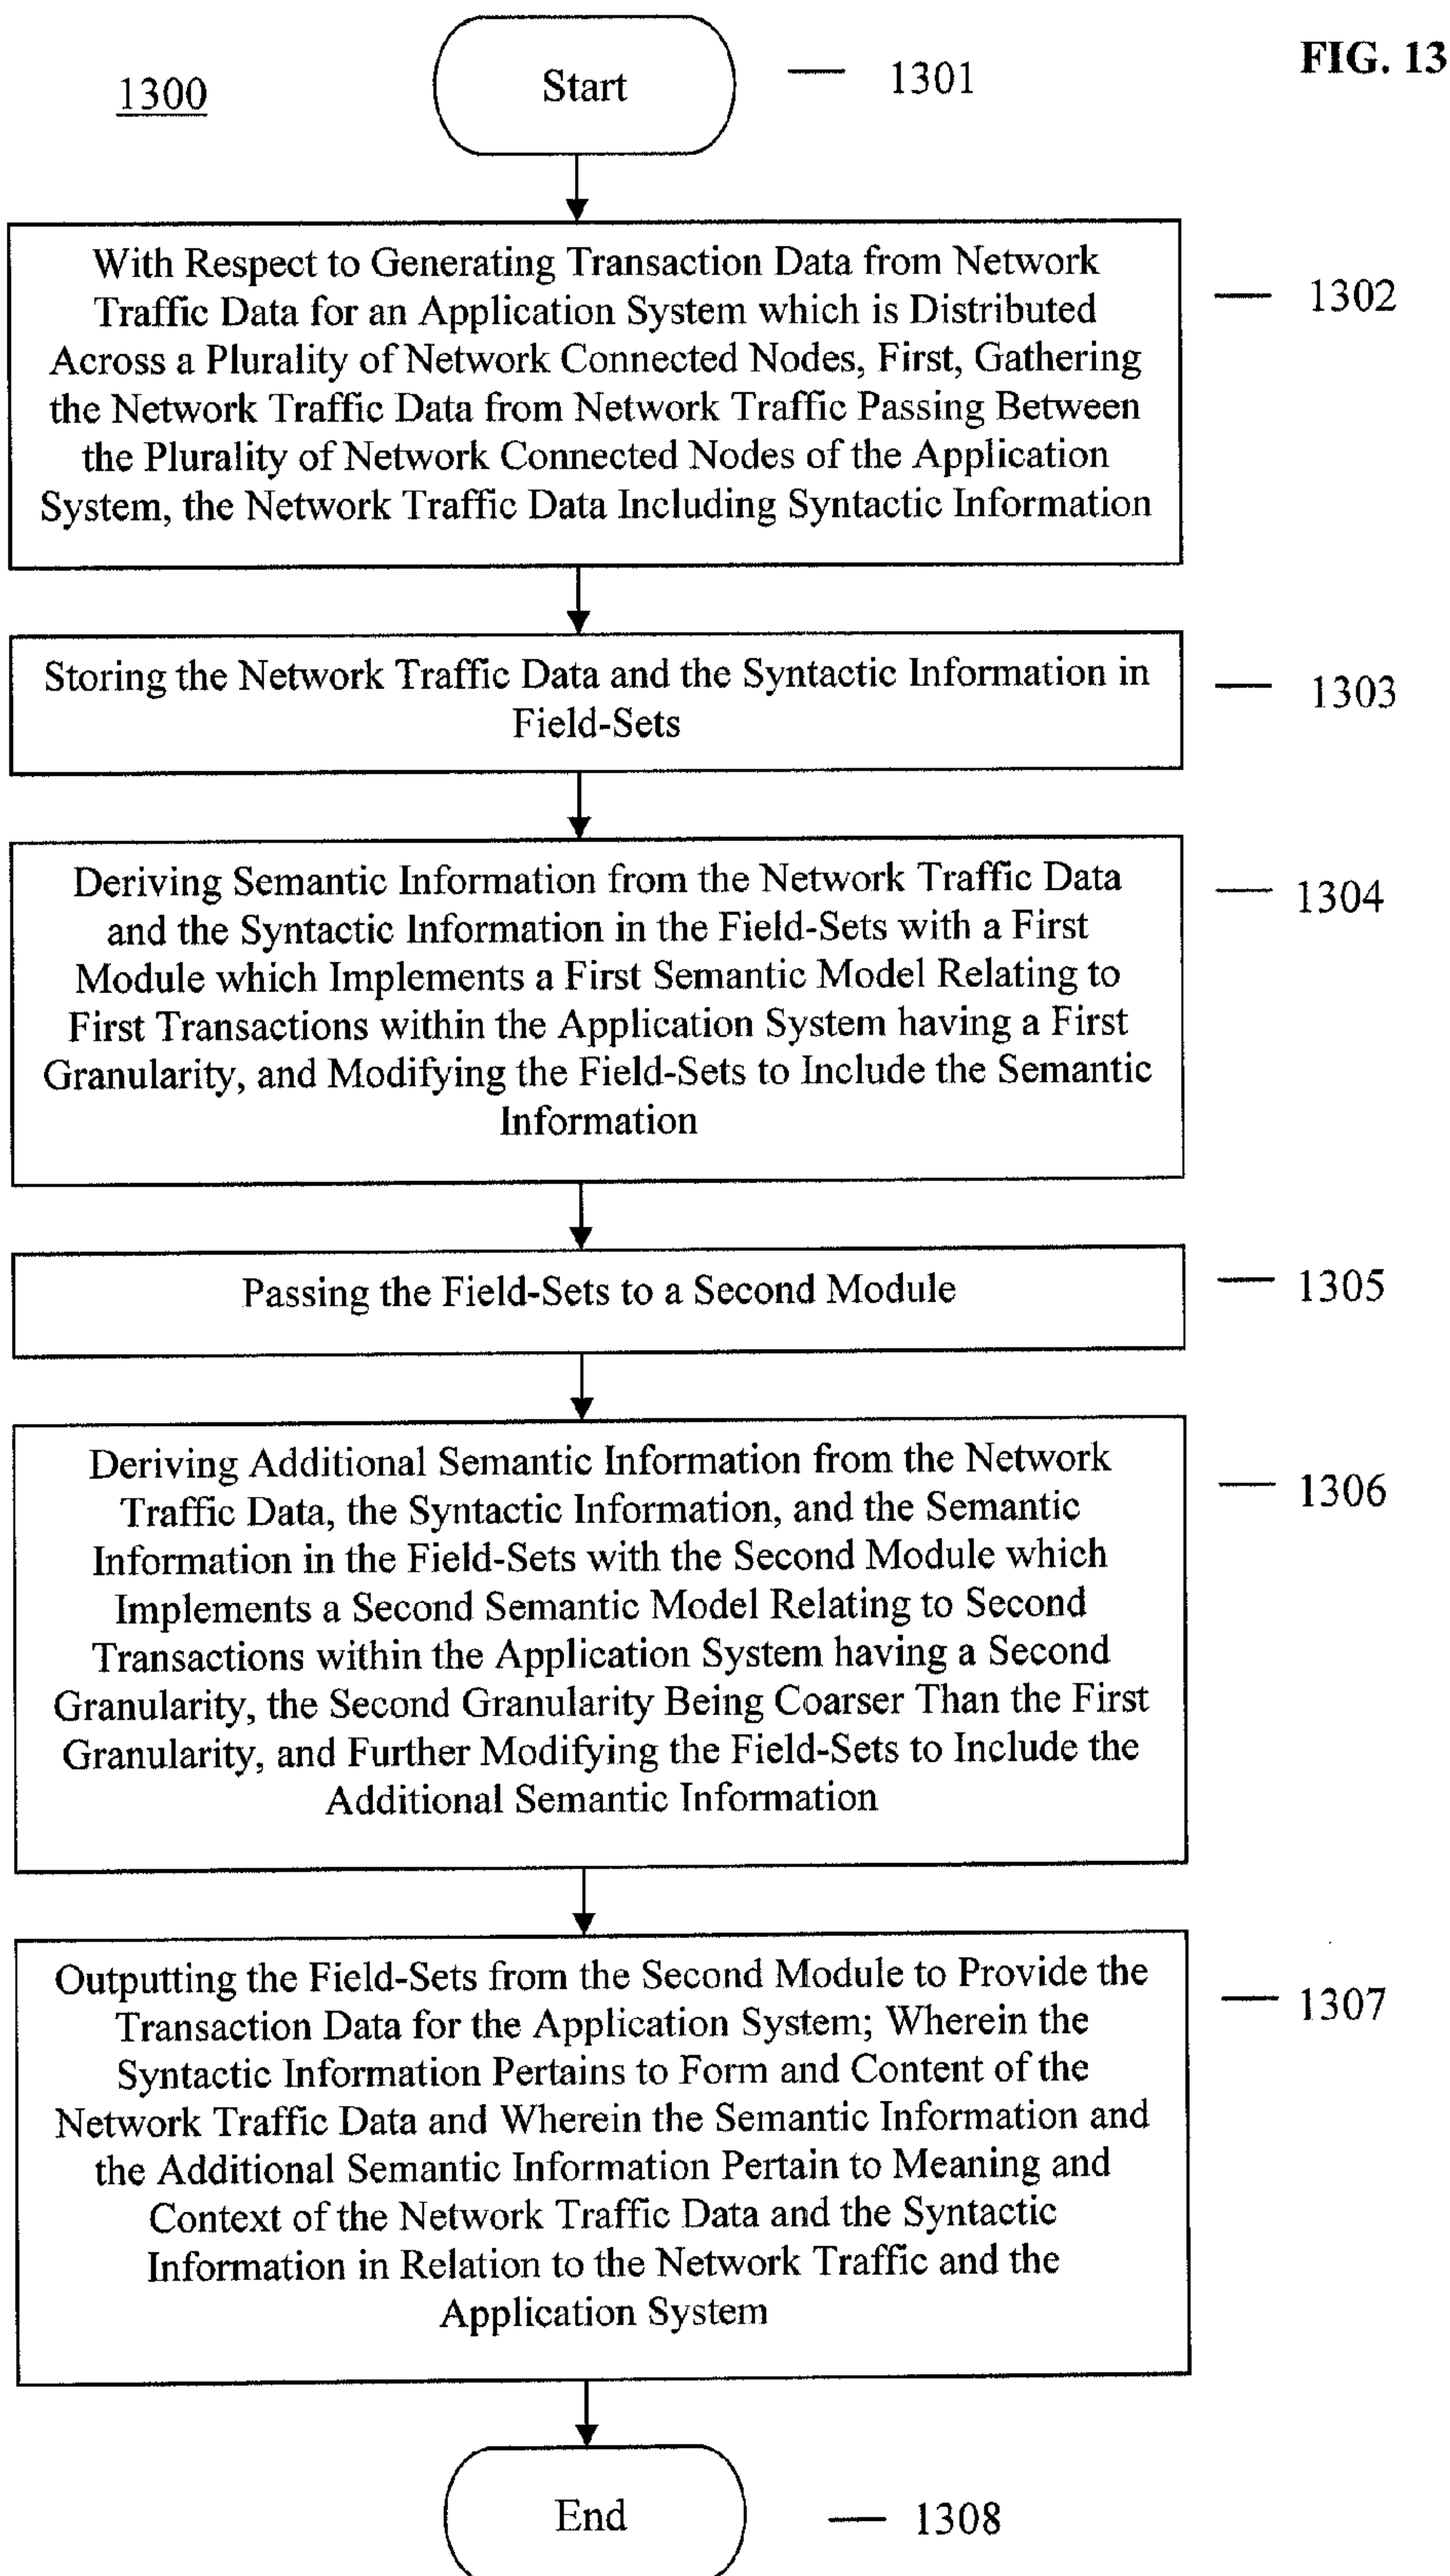 FIG. 13
1300
Start
1301
With Respect to Generating Transaction Data from Network
Traffic Data for an Application System which is Distributed
Across a Plurality of Network Connected Nodes, First, Gathering
the Network Traffic Data from Network Traffic Passing Between
the Plurality of Network Connected Nodes of the Application
System, the Network Traffic Data Including Syntactic Information
1302
Storing the Network Traffic Data and the Syntactic Information in
Field-Sets
1303
Deriving Semantic Information from the Network Traffic Data
and the Syntactic Information in the Field-Sets with a First
Module which Implements a First Semantic Model Relating to
First Transactions within the Application System having a First
Granularity, and Modifying the Field-Sets to Include the Semantic
Information
1304
Passing the Field-Sets to a Second Module
1305
Deriving Additional Semantic Information from the Network
Traffic Data, the Syntactic Information, and the Semantic
Information in the Field-Sets with the Second Module which
Implements a Second Semantic Model Relating to Second
Transactions within the Application System having a Second
Granularity, the Second Granularity Being Coarser Than the First
Granularity, and Further Modifying the Field-Sets to Include the
Additional Semantic Information
1306
Outputting the Field-Sets from the Second Module to Provide the
Transaction Data for the Application System; Wherein the
Syntactic Information Pertains to Form and Content of the
Network Traffic Data and Wherein the Semantic Information and
the Additional Semantic Information Pertain to Meaning and
Context of the Network Traffic Data and the Syntactic
Information in Relation to the Network Traffic and the
Application System
1307
End
1308